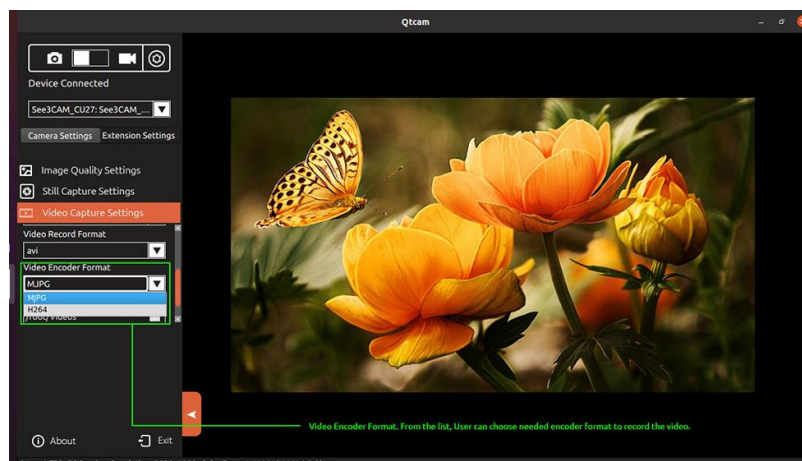 Qtcam
Device Connected
See3CAM_CU27: See3CAM_...
Camera Settings Extension Settings
Image Quality Settings
Still Capture Settings
Video Capture Settings
Video Record Format
avi
Video Encoder Format
MJPG
MJPG
H264
/root/Videos
Video Encoder Format. From the list, User can choose needed encoder format to record the video.
About Exit